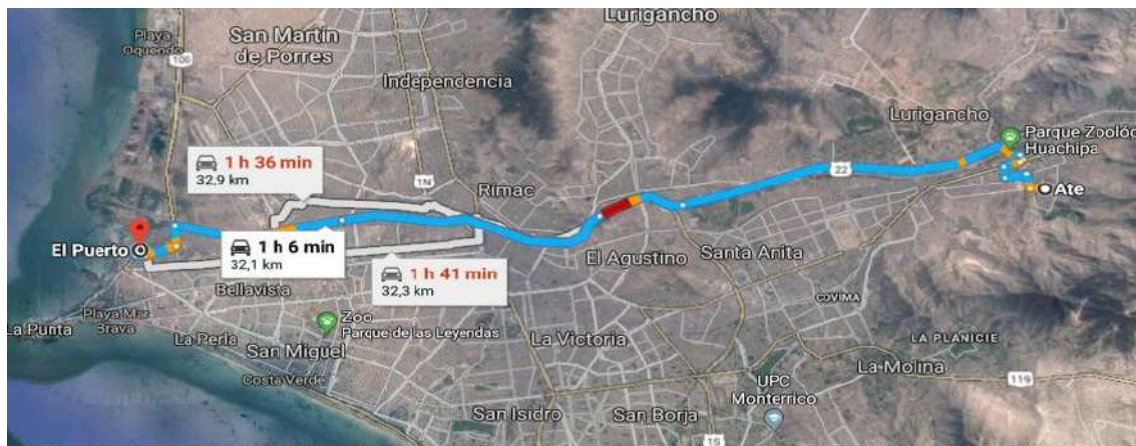 Lurigancho
Playa
Oquendo
San Martín
de Porres
100
Independencia
Lurigancho
Parque Zoológ
Huachipa
1 h 36 min
32,9 km
1N
Rimac
22
Ate
El Puerto
1 h 6 min
32,1 km
1 h 41 min
32,3 km
El Agustino
Santa Anita
Bellavista
COVIMA
Playa Mar
Brava
La Punta
La Perla
Zoo
Parque de las Leyendas
San Miguel
La Victoria
LA PLANICIE
La Molina
Costa Verde
UPC
Monterrico
119
San Isidro
San Borja
1S